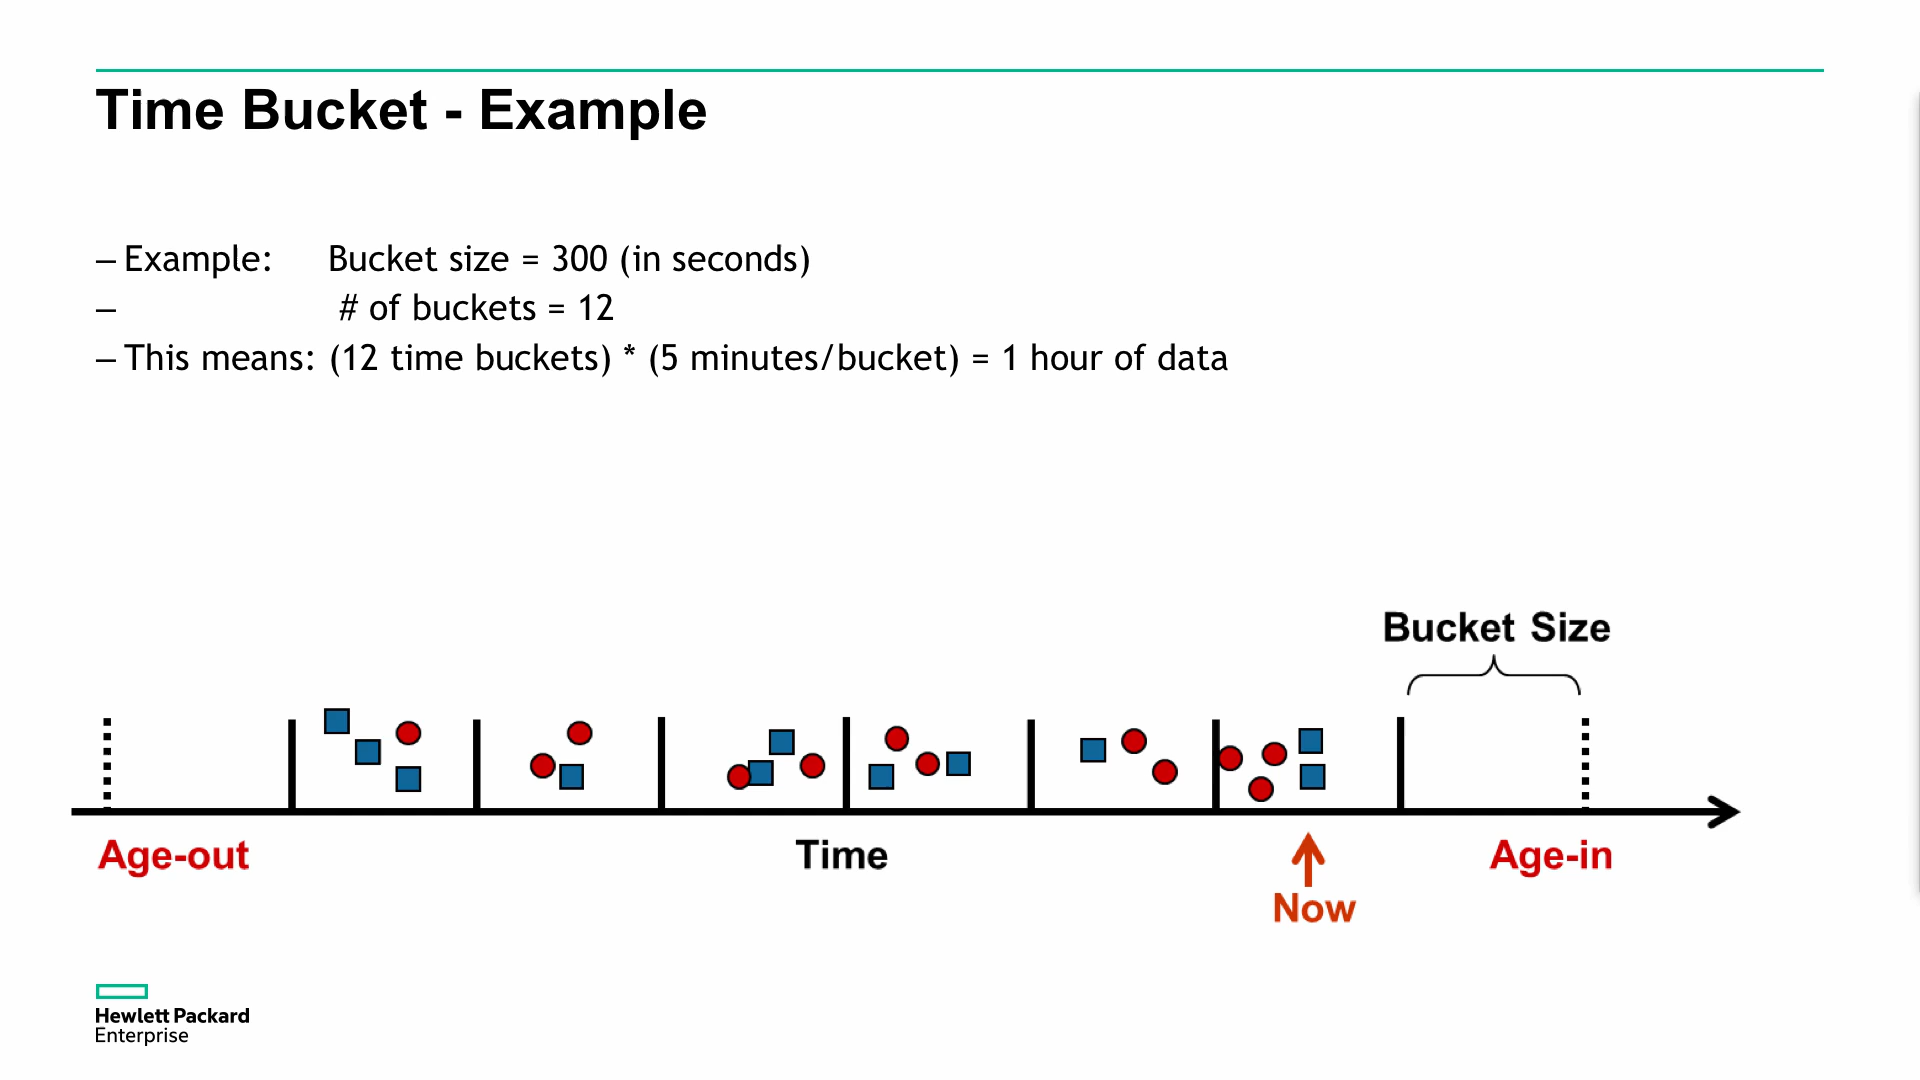 Time Bucket - Example
– Example: Bucket size = 300 (in seconds)
– # of buckets = 12
– This means: (12 time buckets) * (5 minutes/bucket) = 1 hour of data
Bucket Size
Age-out Time Age-in
Now
Hewlett Packard
Enterprise